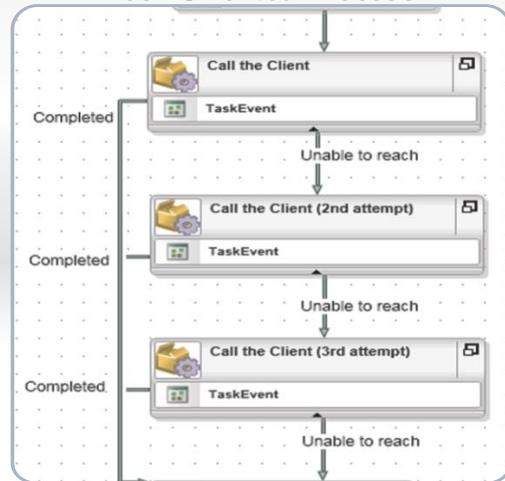 Call the Client
Completed
TaskEvent
Unable to reach
Call the Client (2nd attempt)
Completed
TaskEvent
Unable to reach
Call the Client (3rd attempt)
Completed
TaskEvent
Unable to reach